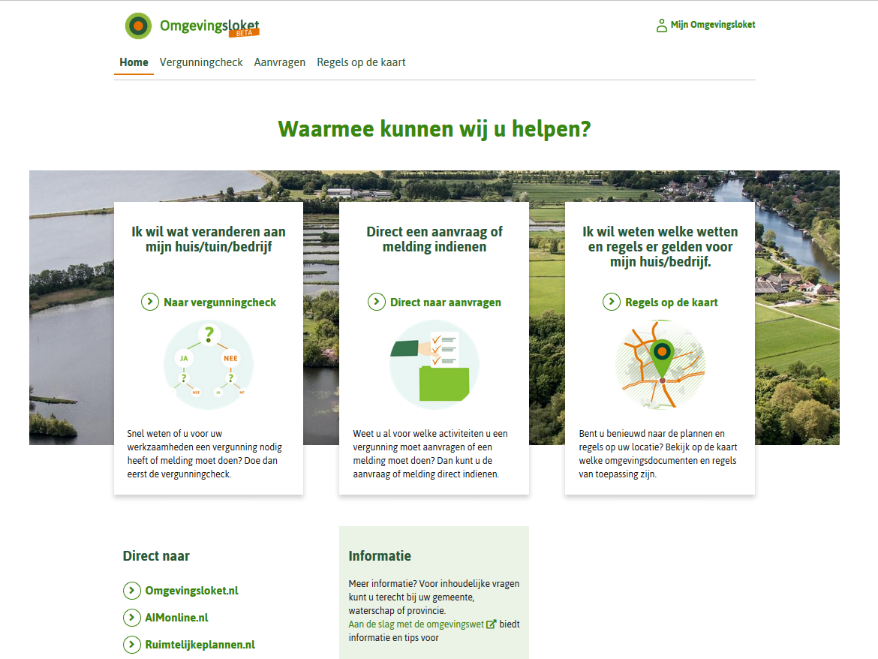 Omgevingsloket
BETA
Mijn Omgevingsloket
Home Vergunningcheck Aanvragen Regels op de kaart
Waarmee kunnen wij u helpen?
Ik wil wat veranderen aan
mijn huis/tuin/bedrijf
Naar vergunningcheck
?
JA NEE
? ?
Snel weten of u voor uw
werkzaamheden een vergunning nodig
heeft of melding moet doen? Doe dan
eerst de vergunningcheck.
Direct een aanvraag of
melding indienen
Direct naar aanvragen
Weet u al voor welke activiteiten u een
vergunning moet aanvragen of een
melding moet doen? Dan kunt u de
aanvraag of melding direct indienen.
Ik wil weten welke wetten
en regels er gelden voor
mijn huis/bedrijf.
Regels op de kaart
Bent u benieuwd naar de plannen en
regels op uw locatie? Bekijk op de kaart
welke omgevingsdocumenten en regels
van toepassing zijn.
Direct naar
Omgevingsloket.nl
AIMonline.nl
Ruimtelijkeplannen.nl
Informatie
Meer informatie? Voor inhoudelijke vragen
kunt u terecht bij uw gemeente,
waterschap of provincie.
Aan de slag met de omgevingswet biedt
informatie en tips voor